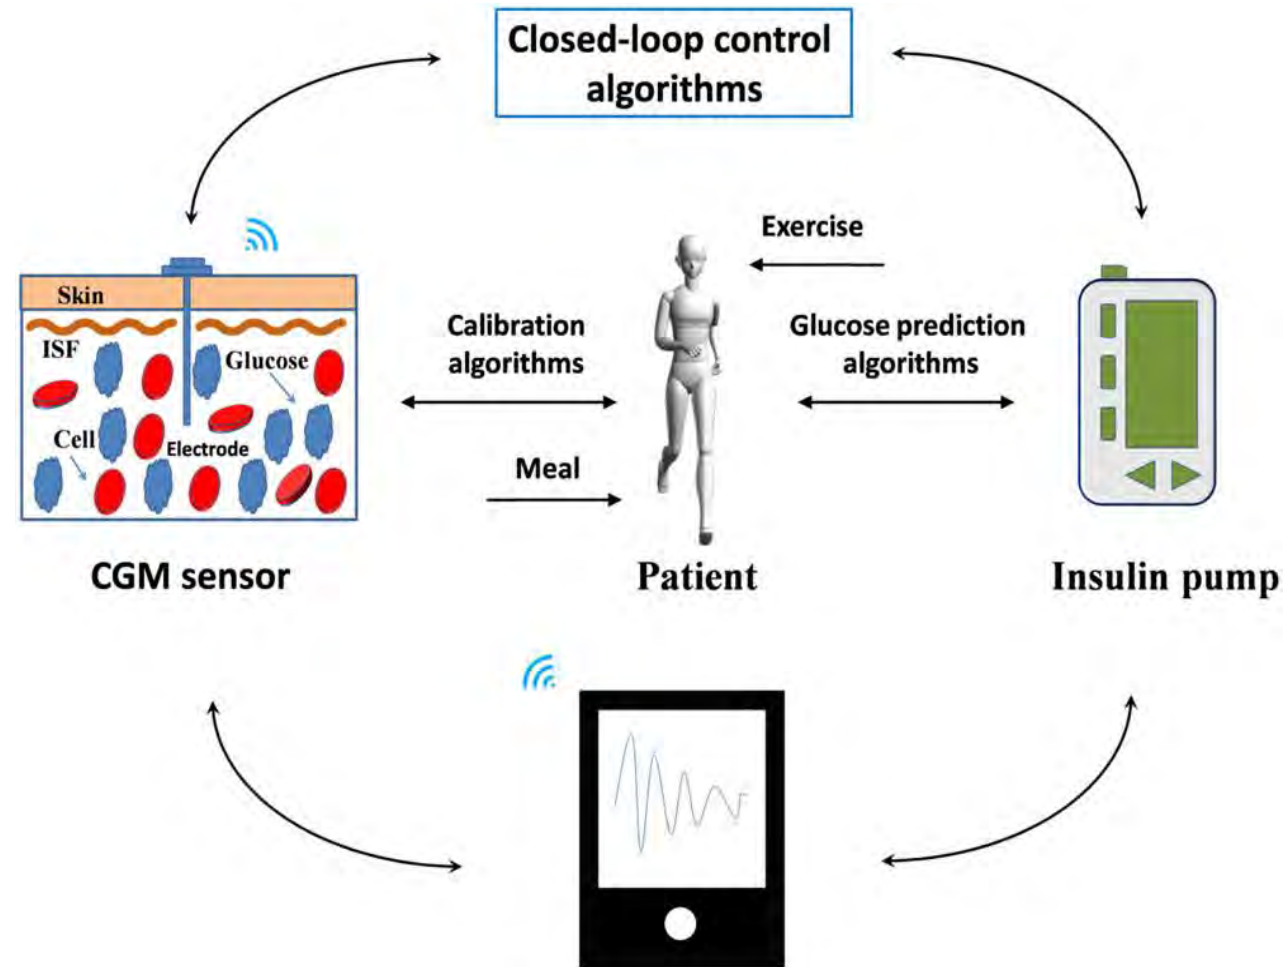 Closed-loop control
algorithms
Exercise
Skin
ISF
Glucose
Cell
Electrode
Calibration
algorithms
Glucose prediction
algorithms
Meal
CGM sensor
Patient
Insulin pump